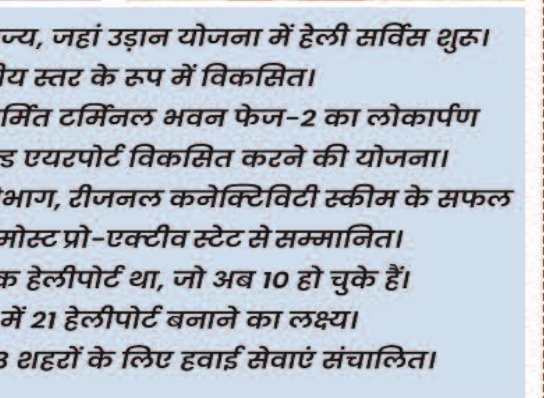 ज्य, जहां उड़ान योजना में हेली सर्विस शुरू।
ीय स्तर के रूप में विकसित।
र्मित टर्मिनल भवन फेज-2 का लोकार्पण
ड एयरपोर्ट विकसित करने की योजना।
भाग, रीजनल कनेक्टिविटी स्कीम के सफल
मोस्ट प्रो-एक्टीव स्टेट से सम्मानित।
क हेलीपोर्ट था, जो अब 10 हो चुके हैं।
में 21 हेलीपोर्ट बनाने का लक्ष्य।
3 शहरों के लिए हवाई सेवाएं संचालित।